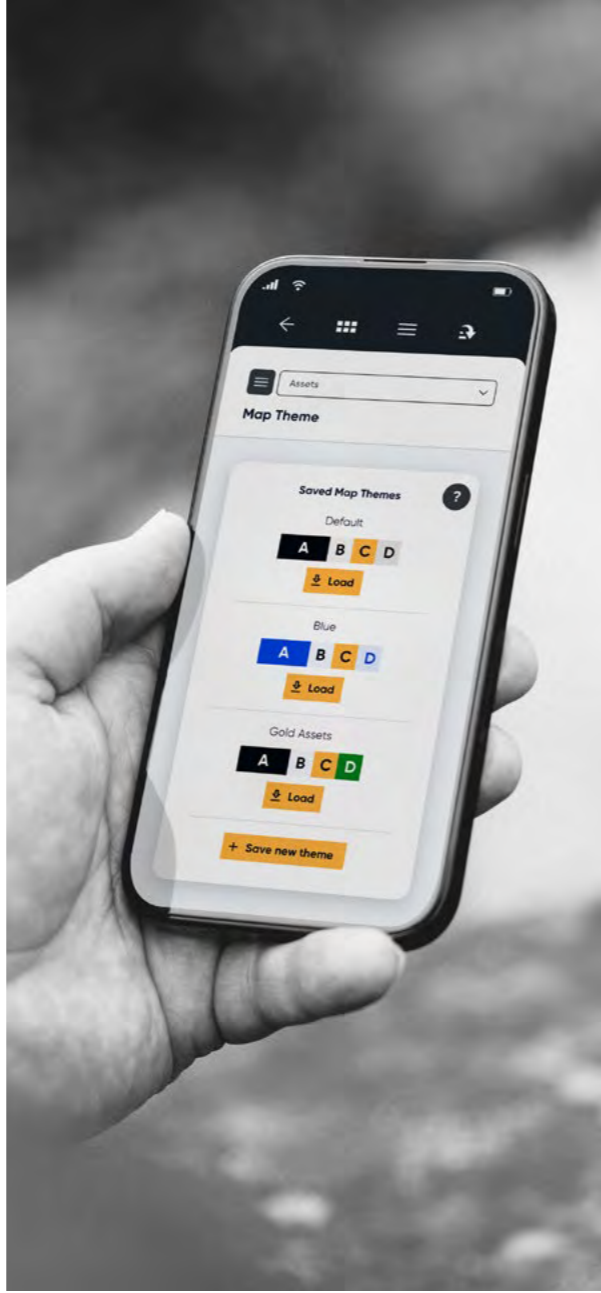 Assets
Map Theme
Saved Map Themes
?
Default
A B C D
Load
Blue
A B C D
Load
Gold Assets
A B C D
Load
+ Save new theme